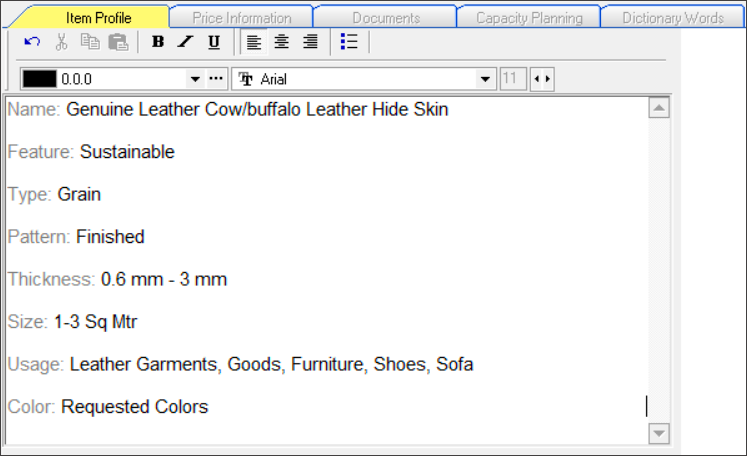 Item Profile Price Information Documents Capacity Planning Dictionary Words
B I U
0.0.0 Arial 11
Name: Genuine Leather Cow/buffalo Leather Hide Skin
Feature: Sustainable
Type: Grain
Pattern: Finished
Thickness: 0.6 mm - 3 mm
Size: 1-3 Sq Mtr
Usage: Leather Garments, Goods, Furniture, Shoes, Sofa
Color: Requested Colors